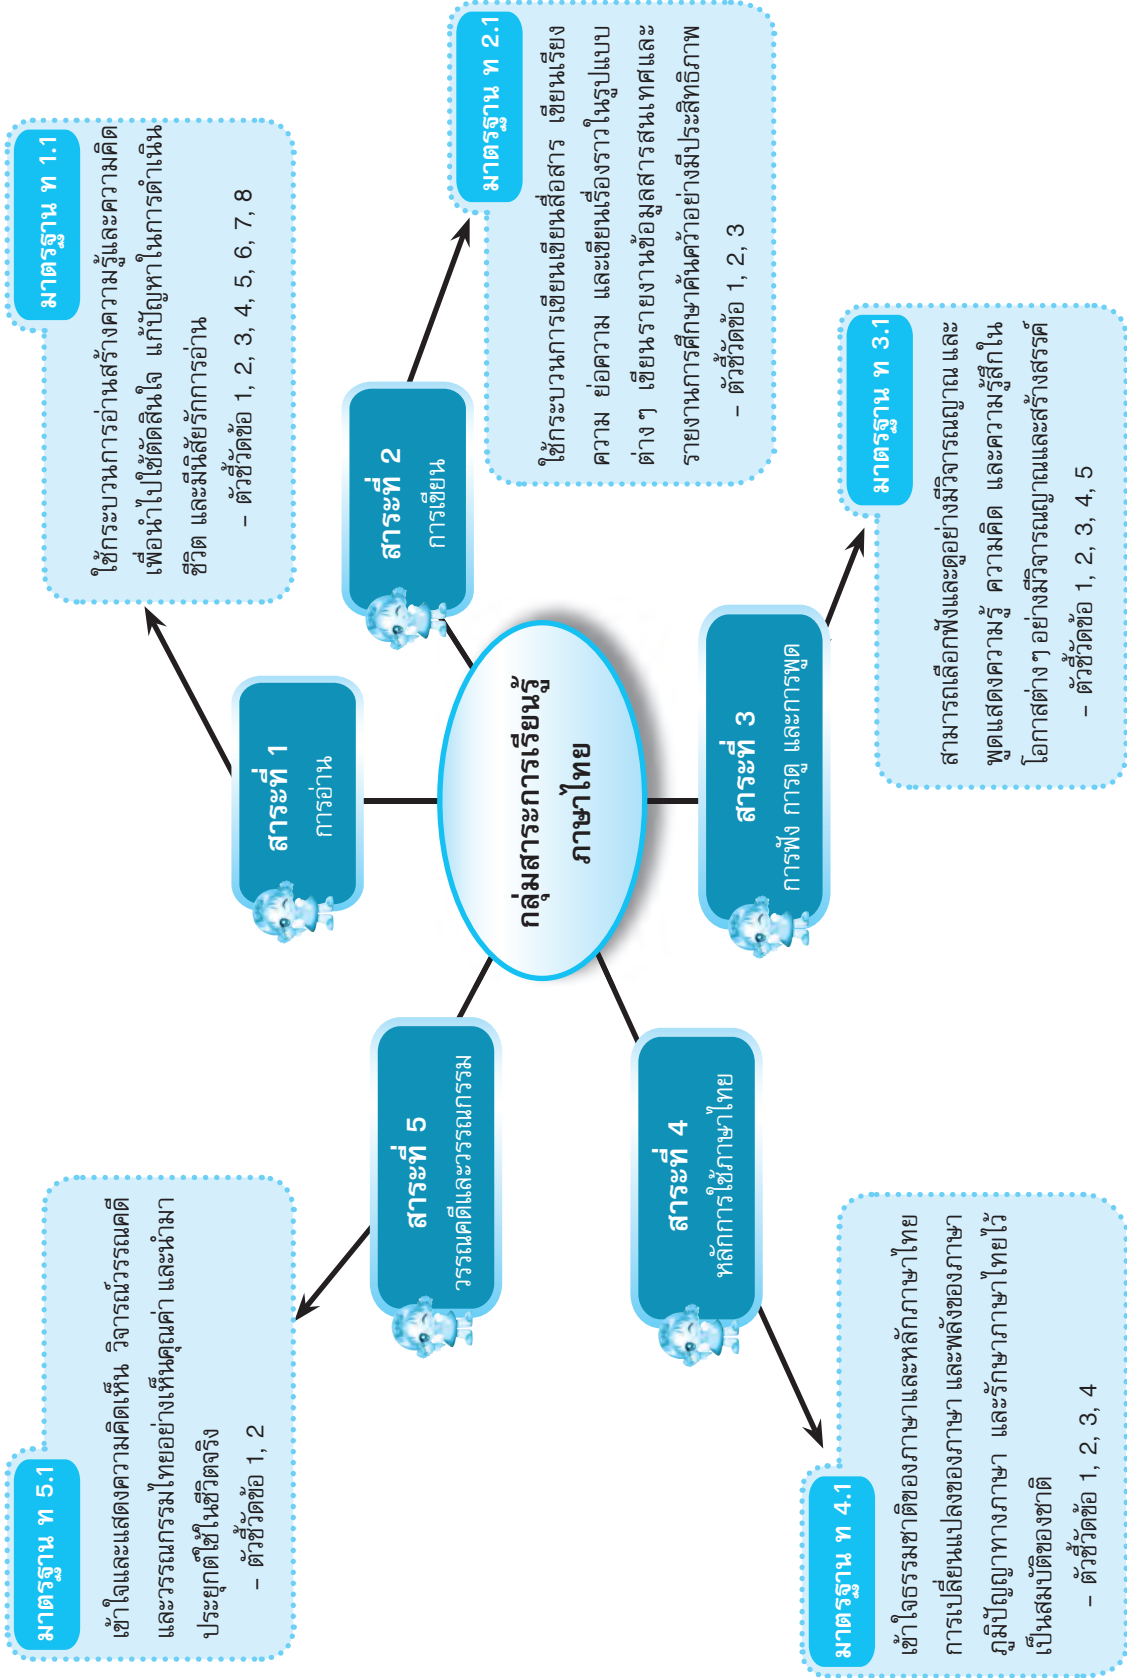 กลุ่มสาระการเรียนรู้
ภาษาไทย
สาระที่ 1
การอ่าน
มาตรฐาน ท 1.1
ใช้กระบวนการอ่านสร้างความรู้และความคิด
เพื่อนำไปใช้ตัดสินใจ แก้ปัญหาในการดำเนิน
ชีวิต และมีนิสัยรักการอ่าน
– ตัวชี้วัดข้อ 1, 2, 3, 4, 5, 6, 7, 8
สาระที่ 2
การเขียน
มาตรฐาน ท 2.1
ใช้กระบวนการเขียนเขียนสื่อสาร เขียนเรียง
ความ ย่อความ และเขียนเรื่องราวในรูปแบบ
ต่าง ๆ เขียนรายงานข้อมูลสารสนเทศและ
รายงานการศึกษาค้นคว้าอย่างมีประสิทธิภาพ
– ตัวชี้วัดข้อ 1, 2, 3
สาระที่ 3
การฟัง การดู และการพูด
มาตรฐาน ท 3.1
สามารถเลือกฟังและดูอย่างมีวิจารณญาณ และ
พูดแสดงความรู้ ความคิด และความรู้สึกใน
โอกาสต่าง ๆ อย่างมีวิจารณญาณและสร้างสรรค์
– ตัวชี้วัดข้อ 1, 2, 3, 4, 5
สาระที่ 4
หลักการใช้ภาษาไทย
มาตรฐาน ท 4.1
เข้าใจธรรมชาติของภาษาและหลักภาษาไทย
การเปลี่ยนแปลงของภาษา และพลังของภาษา
ภูมิปัญญาทางภาษา และรักษาภาษาไทยไว้
เป็นสมบัติของชาติ
– ตัวชี้วัดข้อ 1, 2, 3, 4
สาระที่ 5
วรรณคดีและวรรณกรรม
มาตรฐาน ท 5.1
เข้าใจและแสดงความคิดเห็น วิจารณ์วรรณคดี
และวรรณกรรมไทยอย่างเห็นคุณค่า และนำมา
ประยุกต์ใช้ในชีวิตจริง
– ตัวชี้วัดข้อ 1, 2